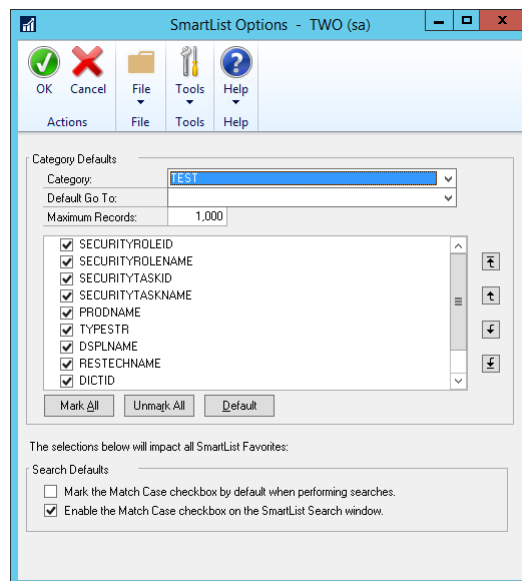 SmartList Options - TWO (sa)
OK Cancel File Tools Help
Actions File Tools Help
Category Defaults
Category: TEST
Default Go To:
Maximum Records: 1,000
SECURITYROLEID
SECURITYROLENAME
SECURITYTASKID
SECURITYTASKNAME
PRODNAME
TYPESTR
DSPLNAME
RESTECHNAME
DICTID
Mark All Unmark All Default
The selections below will impact all SmartList Favorites:
Search Defaults
Mark the Match Case checkbox by default when performing searches.
Enable the Match Case checkbox on the SmartList Search window.